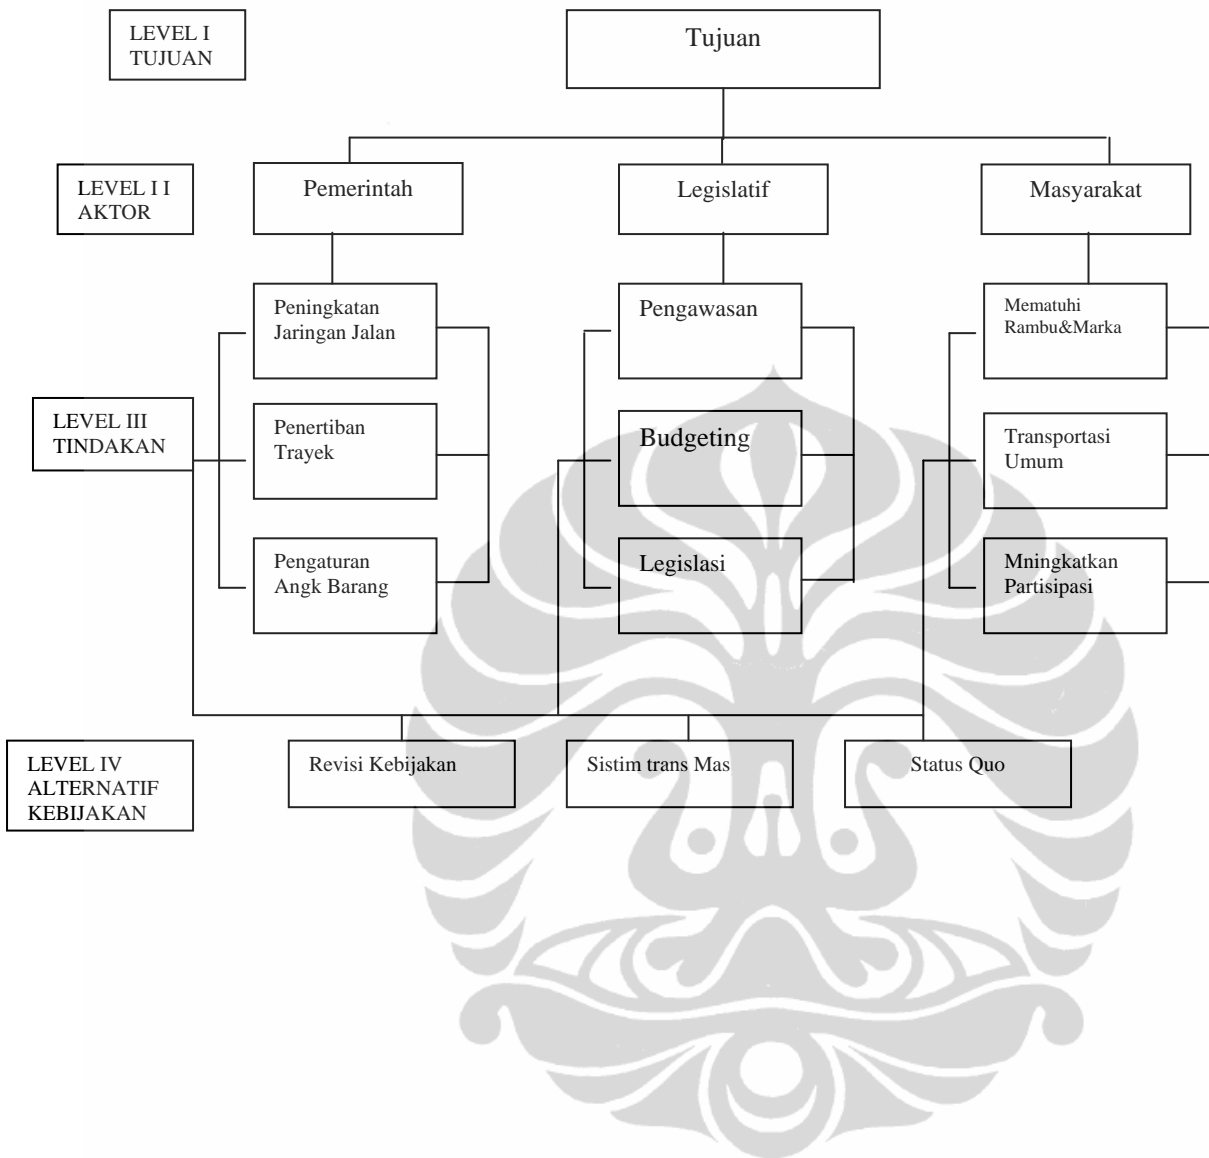 LEVEL I
TUJUAN
Tujuan
LEVEL I I
AKTOR
Pemerintah
Legislatif
Masyarakat
Peningkatan
Jaringan Jalan
Pengawasan
Mematuhi
Rambu&Marka
LEVEL III
TINDAKAN
Penertiban
Trayek
Budgeting
Transportasi
Umum
Pengaturan
Angk Barang
Legislasi
Mningkatkan
Partisipasi
LEVEL IV
ALTERNATIF
KEBIJAKAN
Revisi Kebijakan
Sistim trans Mas
Status Quo